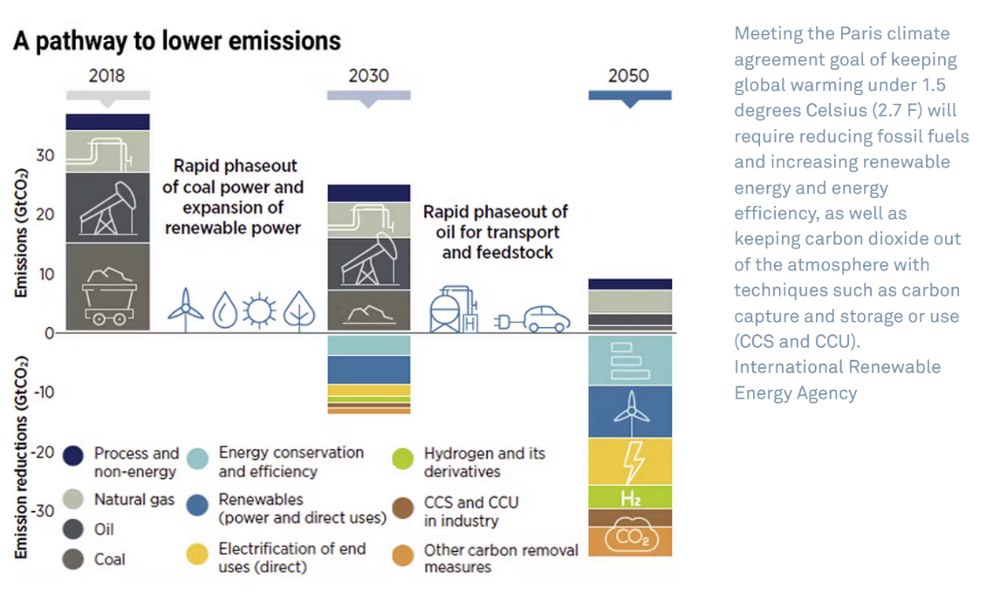 A pathway to lower emissions
2018
2030
2050
Emissions (GtCO₂)
30
20
10
0
Rapid phaseout
of coal power and
expansion of
renewable power
Rapid phaseout of
oil for transport
and feedstock
H
Emission reductions (GtCO₂)
-10
-20
-30
H₂
CO₂
Process and
non-energy
Natural gas
Oil
Coal
Energy conservation
and efficiency
Renewables
(power and direct uses)
Electrification of end
uses (direct)
Hydrogen and its
derivatives
CCS and CCU
in industry
Other carbon removal
measures
Meeting the Paris climate
agreement goal of keeping
global warming under 1.5
degrees Celsius (2.7 F) will
require reducing fossil fuels
and increasing renewable
energy and energy
efficiency, as well as
keeping carbon dioxide out
of the atmosphere with
techniques such as carbon
capture and storage or use
(CCS and CCU).
International Renewable
Energy Agency